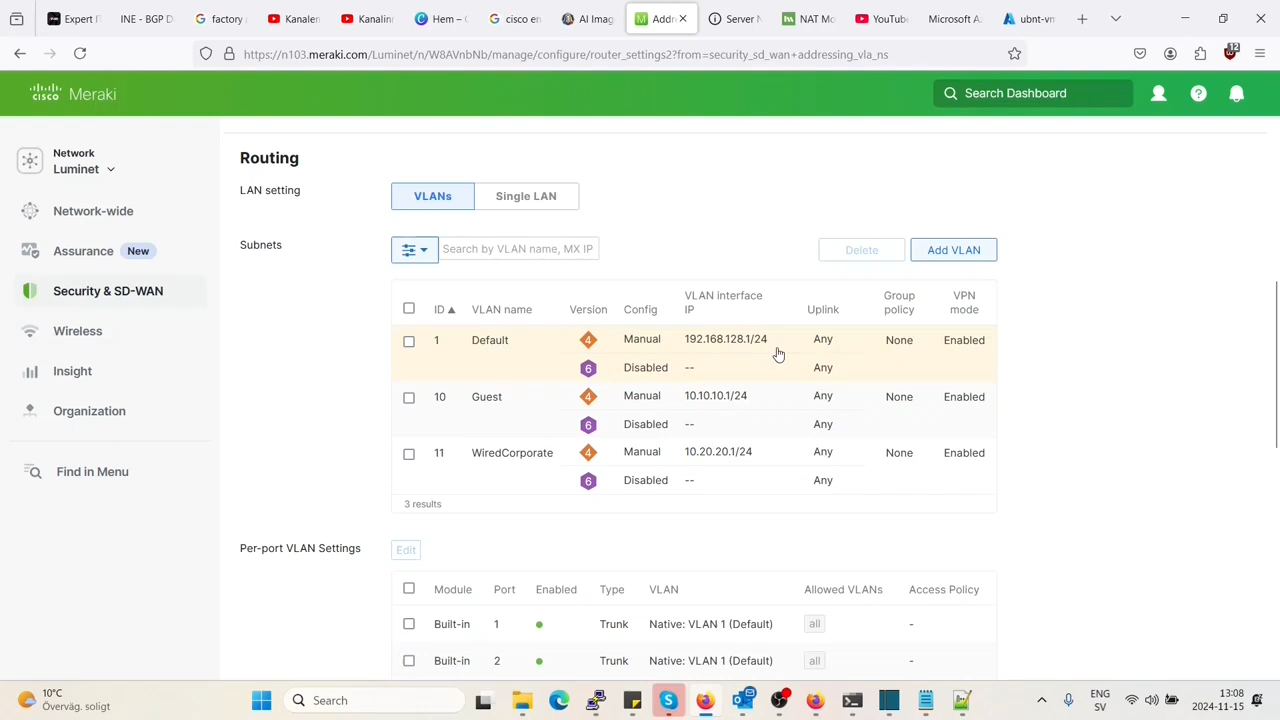 Expert I
INE - BGP D
factory
Kanalen
Kanalin
Hem –
cisco en
AI Imag
Addre
Server N
NAT Mo
YouTube
Microsoft A
ubnt-vm
https://n103.meraki.com/Luminet/n/W8AVnbNb/manage/configure/router_settings2?from=security_sd_wan+addressing_vla_ns
12
cisco Meraki
Search Dashboard
Network
Luminet
Network-wide
Assurance New
Security & SD-WAN
Wireless
Insight
Organization
Find in Menu
Routing
LAN setting
VLANs Single LAN
Subnets
Search by VLAN name, MX IP
Delete Add VLAN
ID VLAN name Version Config VLAN interface IP Uplink Group policy VPN mode
1 Default 4 Manual 192.168.128.1/24 Any None Enabled
6 Disabled -- Any
10 Guest 4 Manual 10.10.10.1/24 Any None Enabled
6 Disabled -- Any
11 WiredCorporate 4 Manual 10.20.20.1/24 Any None Enabled
6 Disabled -- Any
3 results
Per-port VLAN Settings Edit
Module Port Enabled Type VLAN Allowed VLANs Access Policy
Built-in 1 Trunk Native: VLAN 1 (Default) all -
Built-in 2 Trunk Native: VLAN 1 (Default) all -
10°C
Överväg. soligt
Search
ENG
SV
13:08
2024-11-15